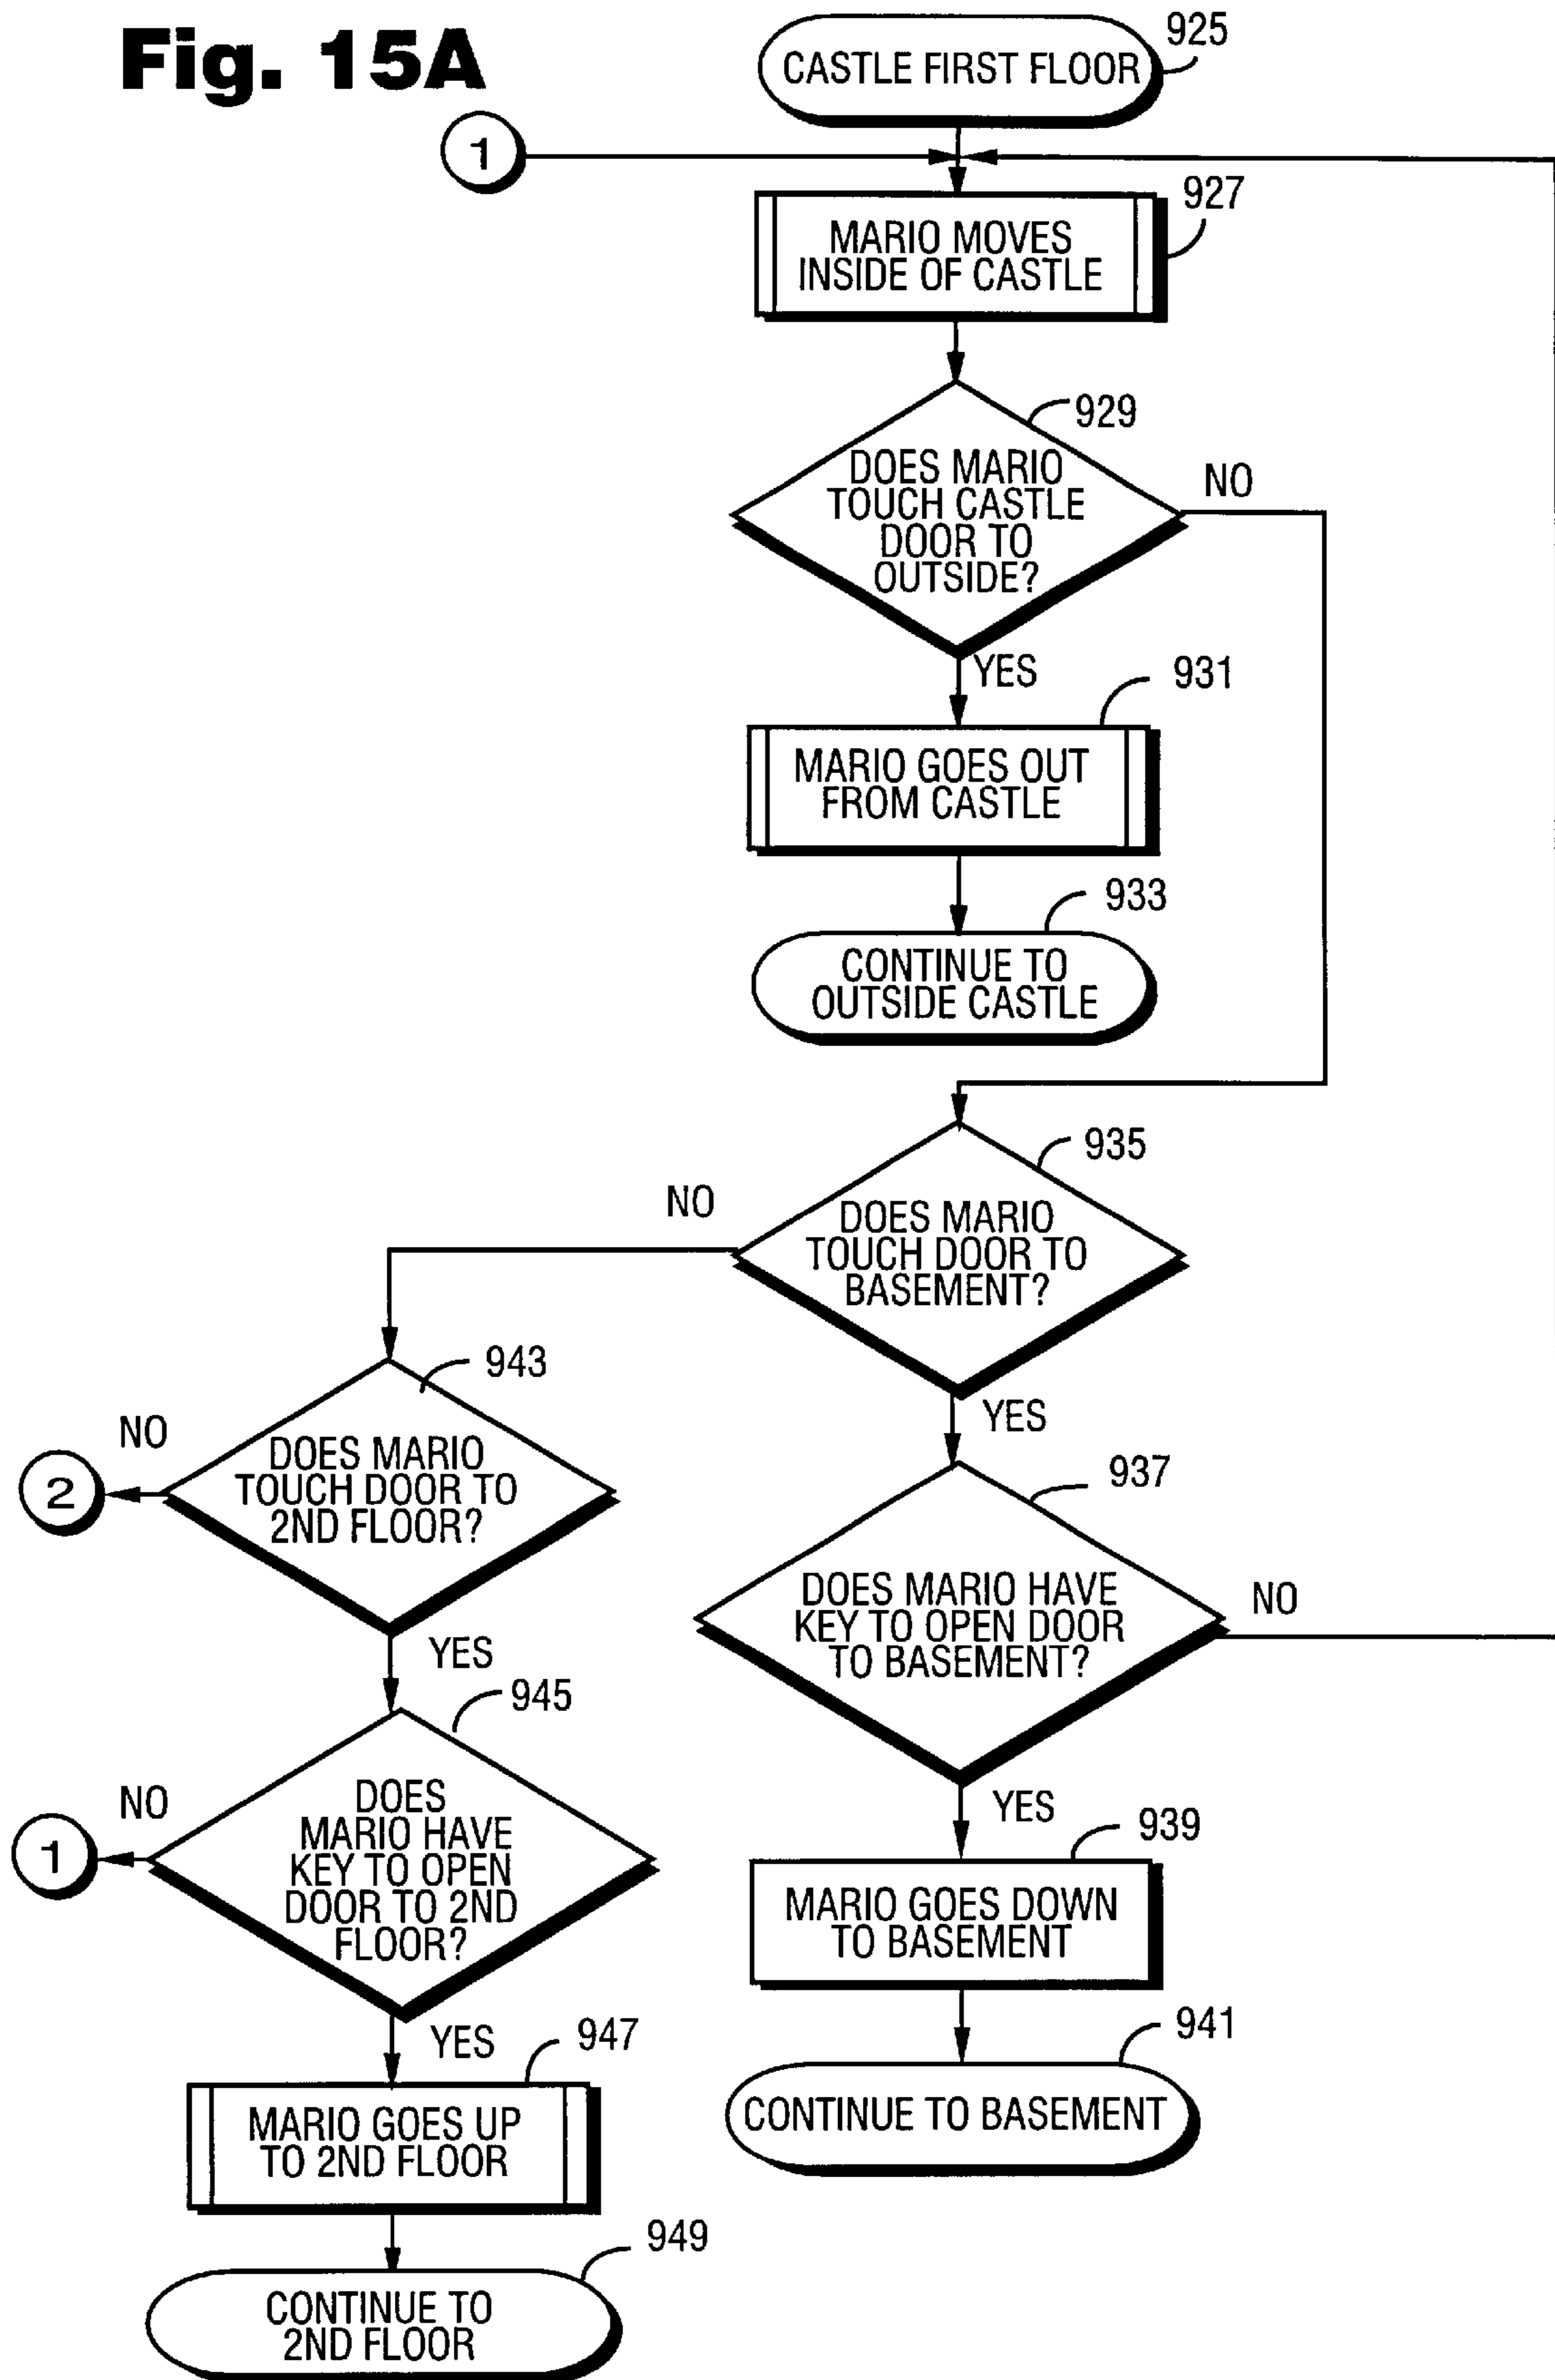 Fig. 15A
925
CASTLE FIRST FLOOR
1
927
MARIO MOVES
INSIDE OF CASTLE
929
DOES MARIO
TOUCH CASTLE
DOOR TO
OUTSIDE?
NO
YES
931
MARIO GOES OUT
FROM CASTLE
933
CONTINUE TO
OUTSIDE CASTLE
935
DOES MARIO
TOUCH DOOR TO
BASEMENT?
NO
YES
943
DOES MARIO
TOUCH DOOR TO
2ND FLOOR?
NO
2
YES
937
DOES MARIO HAVE
KEY TO OPEN DOOR
TO BASEMENT?
NO
YES
945
DOES
MARIO HAVE
KEY TO OPEN
DOOR TO 2ND
FLOOR?
NO
1
YES
939
MARIO GOES DOWN
TO BASEMENT
941
CONTINUE TO BASEMENT
947
MARIO GOES UP
TO 2ND FLOOR
949
CONTINUE TO
2ND FLOOR